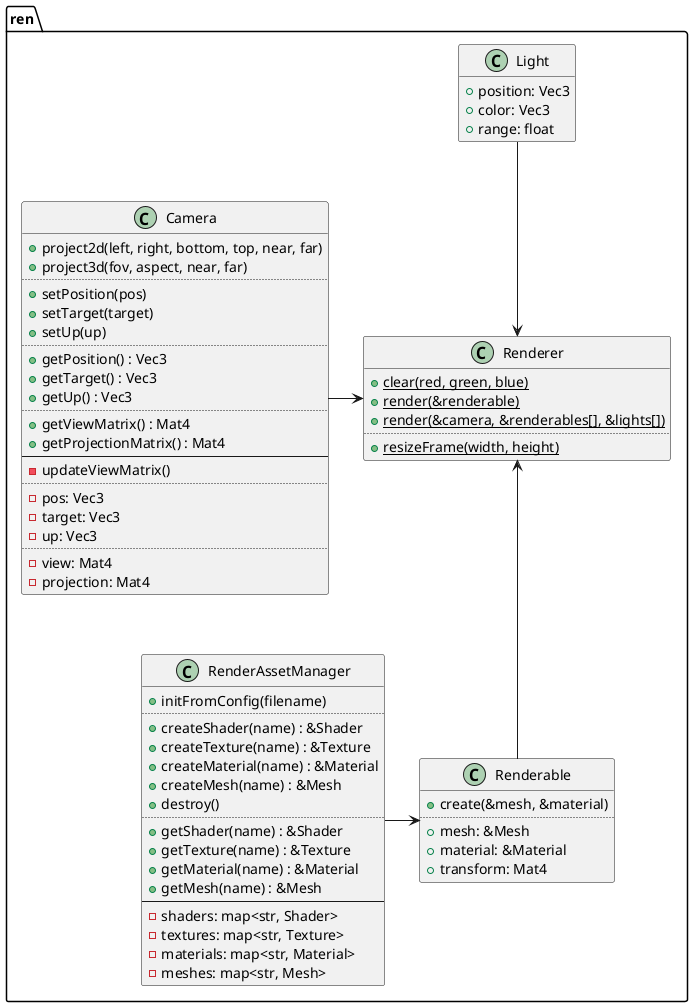 ren
C Light
position: Vec3
color: Vec3
range: float
C Camera
project2d(left, right, bottom, top, near, far)
project3d(fov, aspect, near, far)
setPosition(pos)
setTarget(target)
setUp(up)
getPosition() : Vec3
getTarget() : Vec3
getUp() : Vec3
getViewMatrix() : Mat4
getProjectionMatrix() : Mat4
updateViewMatrix()
pos: Vec3
target: Vec3
up: Vec3
view: Mat4
projection: Mat4
C Renderer
clear(red, green, blue)
render(&renderable)
render(&camera, &renderables[], &lights[])
resizeFrame(width, height)
C RenderAssetManager
initFromConfig(filename)
createShader(name) : &Shader
createTexture(name) : &Texture
createMaterial(name) : &Material
createMesh(name) : &Mesh
destroy()
getShader(name) : &Shader
getTexture(name) : &Texture
getMaterial(name) : &Material
getMesh(name) : &Mesh
shaders: map<str, Shader>
textures: map<str, Texture>
materials: map<str, Material>
meshes: map<str, Mesh>
C Renderable
create(&mesh, &material)
mesh: &Mesh
material: &Material
transform: Mat4